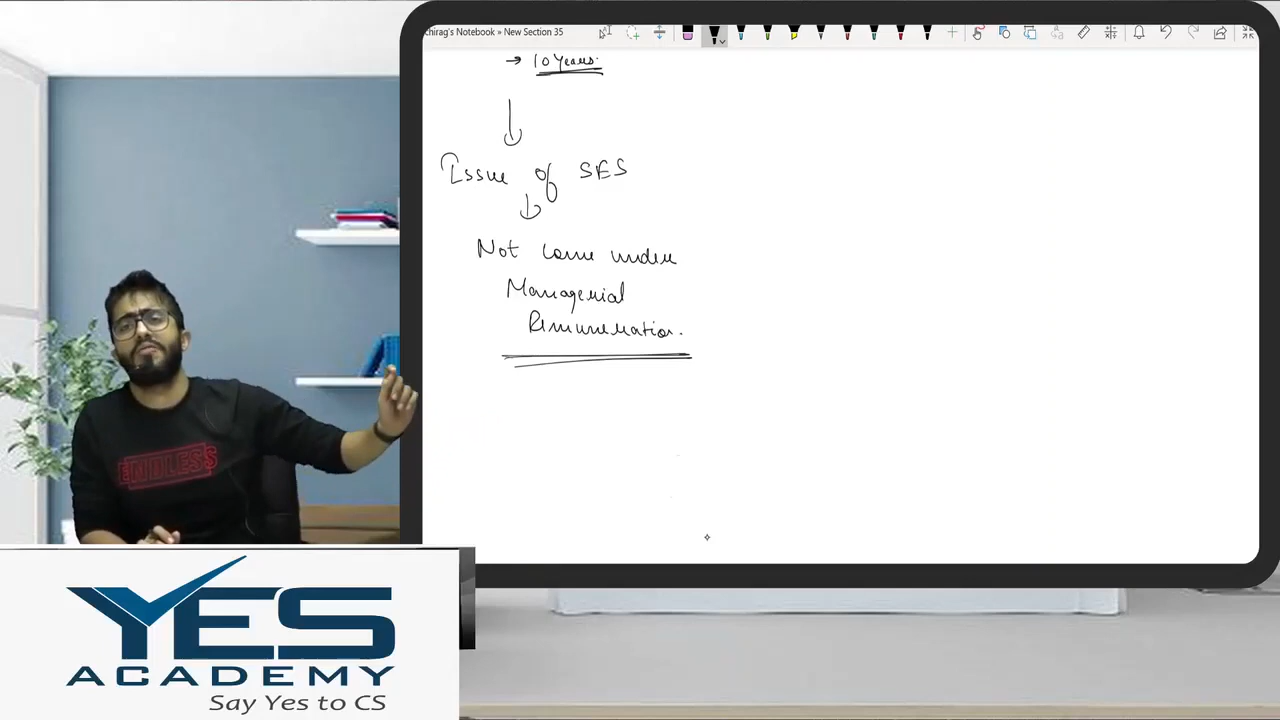 chirag's Notebook » New Section 35
→ 10 Years.
Issue of SES
Not come under
Managerial
Remuneration.
ENDLESS
YES
ACADEMY
Say Yes to CS